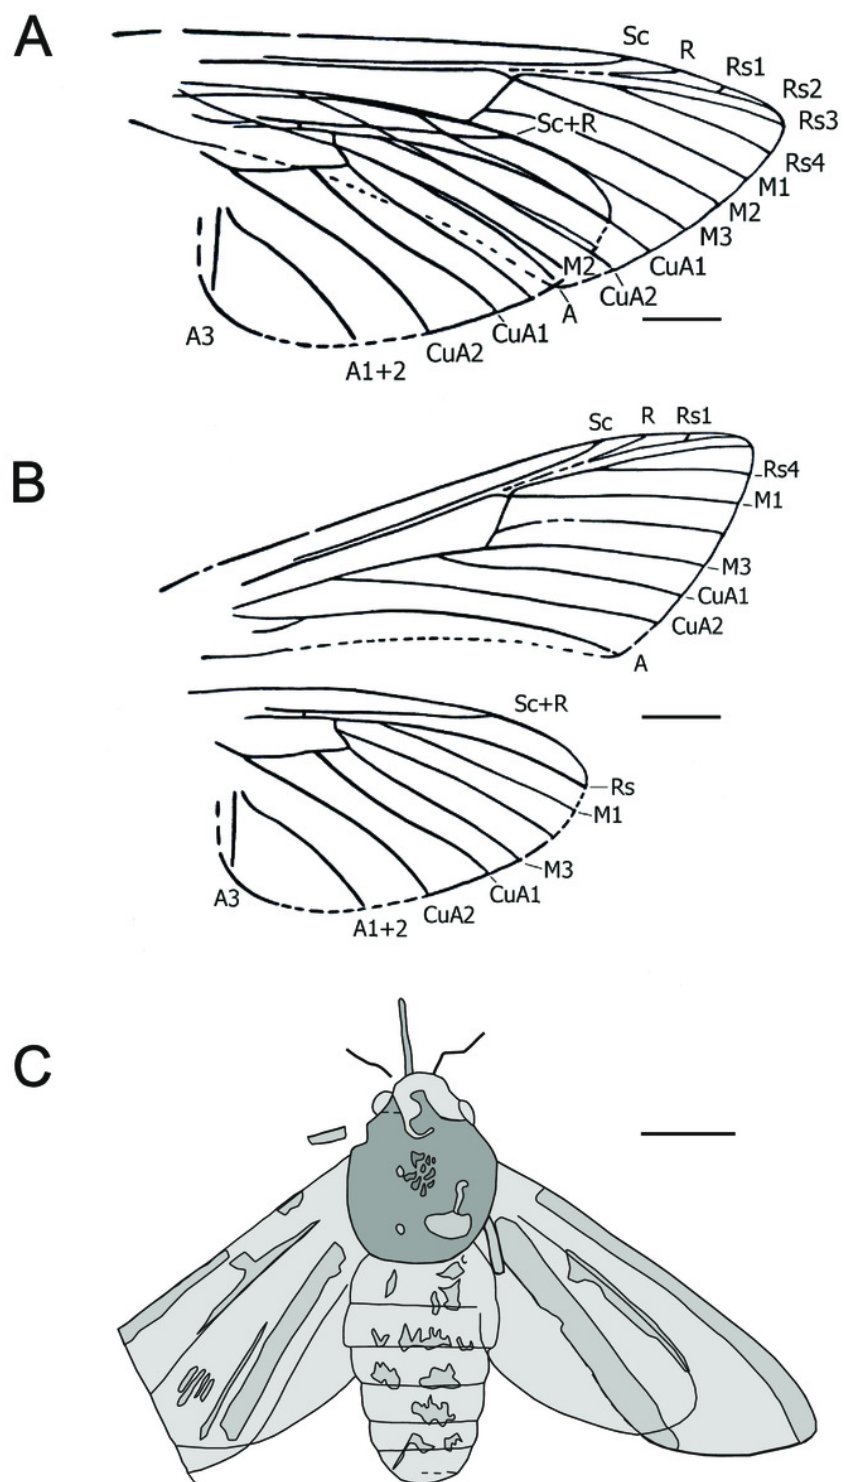 A
Sc
R
Rs1
Rs2
Rs3
Rs4
Sc+R
M1
M2
M3
CuA1
M2
CuA2
A
CuA1
CuA2
A3
A1+2
B
Sc R Rs1
Rs4
M1
M3
CuA1
CuA2
A
Sc+R
Rs
M1
M3
CuA1
CuA2
A3
A1+2
C